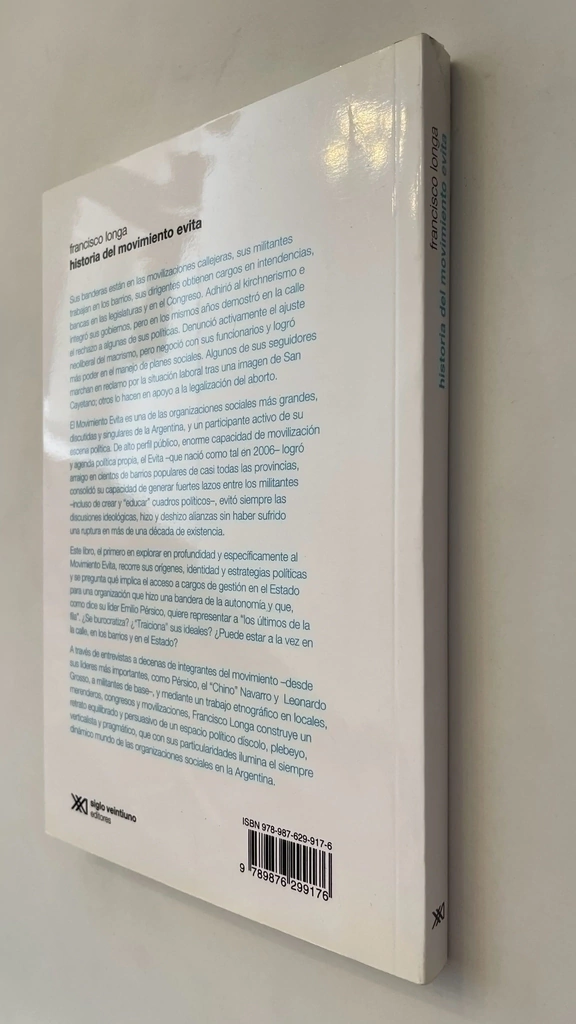 francisco longa
historia del movimiento evita
Sus banderas están en las movilizaciones callejeras, sus militantes
trabajan en los barrios, sus dirigentes obtienen cargos en intendencias,
bancas en las legislaturas y en el Congreso. Adhirió al kirchnerismo e
integró sus gobiernos, pero en los mismos años demostró en la calle
el rechazo a algunas de sus políticas. Denunció activamente el ajuste
neoliberal del macrismo, pero negoció con sus funcionarios y logró
más poder en el manejo de planes sociales. Algunos de sus seguidores
marchan en reclamo por la situación laboral tras una imagen de San
Cayetano; otros lo hacen en apoyo a la legalización del aborto.
El Movimiento Evita es una de las organizaciones sociales más grandes,
discutidas y singulares de la Argentina, y un participante activo de su
escena política. De alto perfil público, enorme capacidad de movilización
y agenda política propia, el Evita –que nació como tal en 2006– logró
arraigo en cientos de barrios populares de casi todas las provincias,
consolidó su capacidad de generar fuertes lazos entre los militantes
–incluso de crear y "educar" cuadros políticos–, evitó siempre las
discusiones ideológicas, hizo y deshizo alianzas sin haber sufrido
una ruptura en más de una década de existencia.
Este libro, el primero en explorar en profundidad y específicamente al
Movimiento Evita, recorre sus orígenes, identidad y estrategias políticas
y se pregunta qué implica el acceso a cargos de gestión en el Estado
para una organización que hizo una bandera de la autonomía y que,
como dice su líder Emilio Pérsico, quiere representar a "los últimos de la
fila". ¿Se burocratiza? ¿"Traiciona" sus ideales? ¿Puede estar a la vez en
la calle, en los barrios y en el Estado?
A través de entrevistas a decenas de integrantes del movimiento –desde
sus líderes más importantes, como Pérsico, el "Chino" Navarro y Leonardo
Grosso, a militantes de base–, y mediante un trabajo etnográfico en locales,
merenderos, congresos y movilizaciones, Francisco Longa construye un
retrato equilibrado y persuasivo de un espacio político díscolo, plebeyo,
verticalista y pragmático, que con sus particularidades ilumina el siempre
dinámico mundo de las organizaciones sociales en la Argentina.
siglo veintiuno
editores
ISBN 978-987-629-917-6
9 789876 299176
francisco longa
historia del movimiento evita